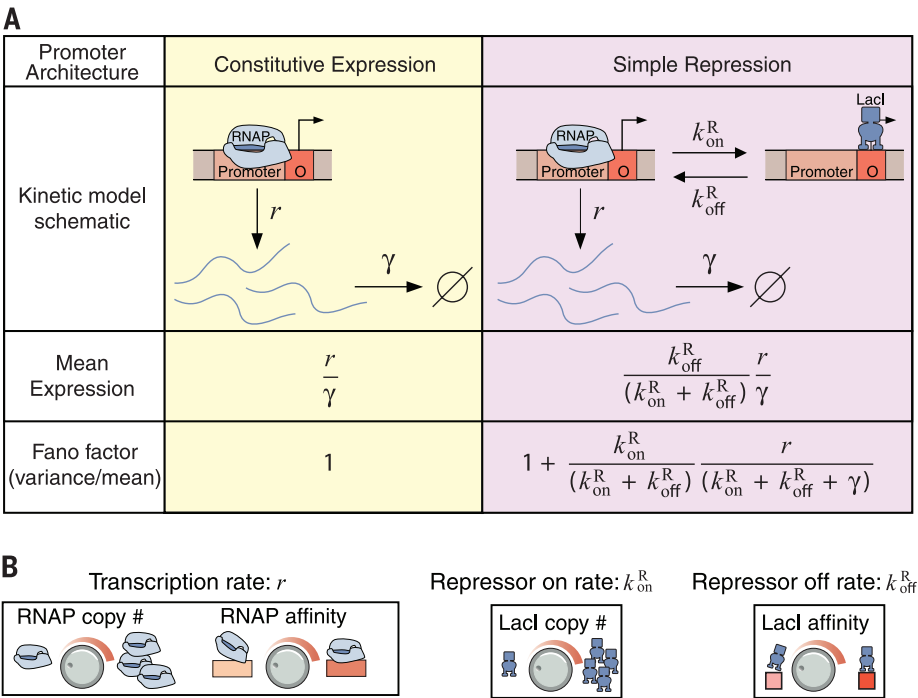 A
Promoter
Architecture
Constitutive Expression
Simple Repression
Kinetic model
schematic
RNAP
Promoter O
r
γ
∅
RNAP
Promoter O
r
k_on^R
k_off^R
LacI
Promoter O
γ
∅
Mean
Expression
r/γ
k_off^R/(k_on^R + k_off^R) r/γ
Fano factor
(variance/mean)
1
1 + k_on^R/(k_on^R + k_off^R) r/(k_on^R + k_off^R + γ)
B
Transcription rate: r
RNAP copy #
RNAP affinity
Repressor on rate: k_on^R
LacI copy #
Repressor off rate: k_off^R
LacI affinity